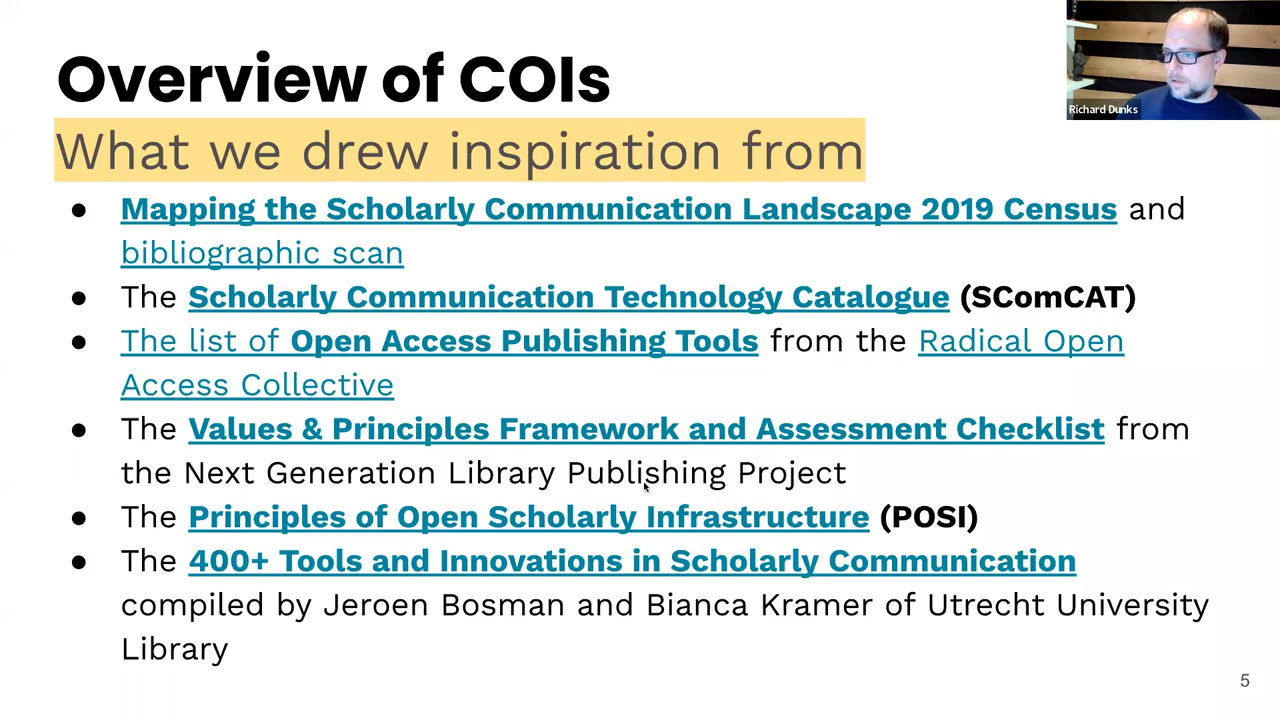 Overview of COIs
Richard Dunks
What we drew inspiration from
● Mapping the Scholarly Communication Landscape 2019 Census and
bibliographic scan
● The Scholarly Communication Technology Catalogue (SComCAT)
● The list of Open Access Publishing Tools from the Radical Open
Access Collective
● The Values & Principles Framework and Assessment Checklist from
the Next Generation Library Publishing Project
● The Principles of Open Scholarly Infrastructure (POSI)
● The 400+ Tools and Innovations in Scholarly Communication
compiled by Jeroen Bosman and Bianca Kramer of Utrecht University
Library
5